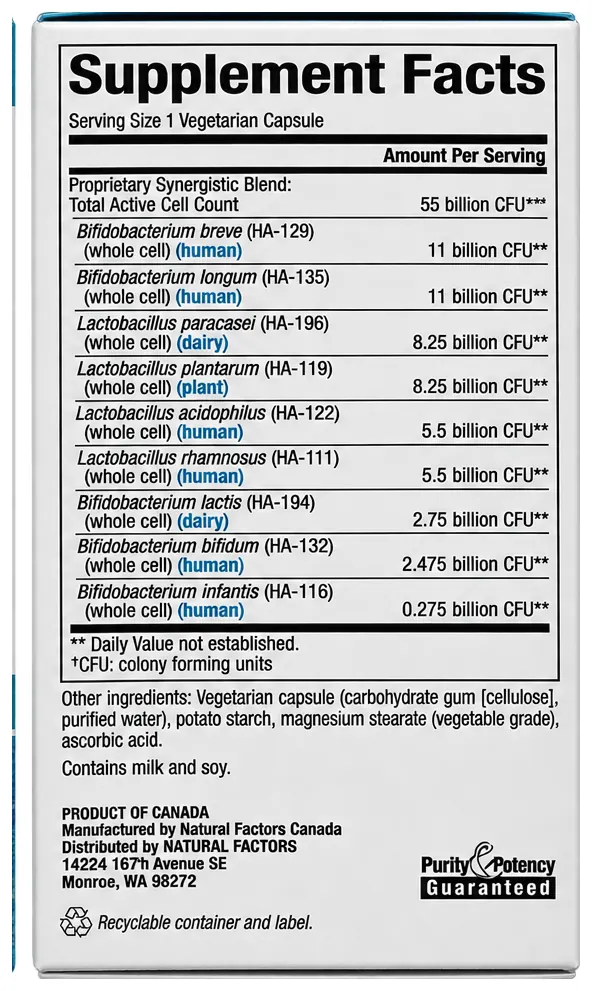 Supplement Facts
Serving Size 1 Vegetarian Capsule
Amount Per Serving
Proprietary Synergistic Blend:
Total Active Cell Count 55 billion CFU***
Bifidobacterium breve (HA-129)
(whole cell) (human) 11 billion CFU**
Bifidobacterium longum (HA-135)
(whole cell) (human) 11 billion CFU**
Lactobacillus paracasei (HA-196)
(whole cell) (dairy) 8.25 billion CFU**
Lactobacillus plantarum (HA-119)
(whole cell) (plant) 8.25 billion CFU**
Lactobacillus acidophilus (HA-122)
(whole cell) (human) 5.5 billion CFU**
Lactobacillus rhamnosus (HA-111)
(whole cell) (human) 5.5 billion CFU**
Bifidobacterium lactis (HA-194)
(whole cell) (dairy) 2.75 billion CFU**
Bifidobacterium bifidum (HA-132)
(whole cell) (human) 2.475 billion CFU**
Bifidobacterium infantis (HA-116)
(whole cell) (human) 0.275 billion CFU**
** Daily Value not established.
†CFU: colony forming units
Other ingredients: Vegetarian capsule (carbohydrate gum [cellulose],
purified water), potato starch, magnesium stearate (vegetable grade),
ascorbic acid.
Contains milk and soy.
PRODUCT OF CANADA
Manufactured by Natural Factors Canada
Distributed by NATURAL FACTORS
14224 167th Avenue SE
Monroe, WA 98272
Purity & Potency
Guaranteed
Recyclable container and label.